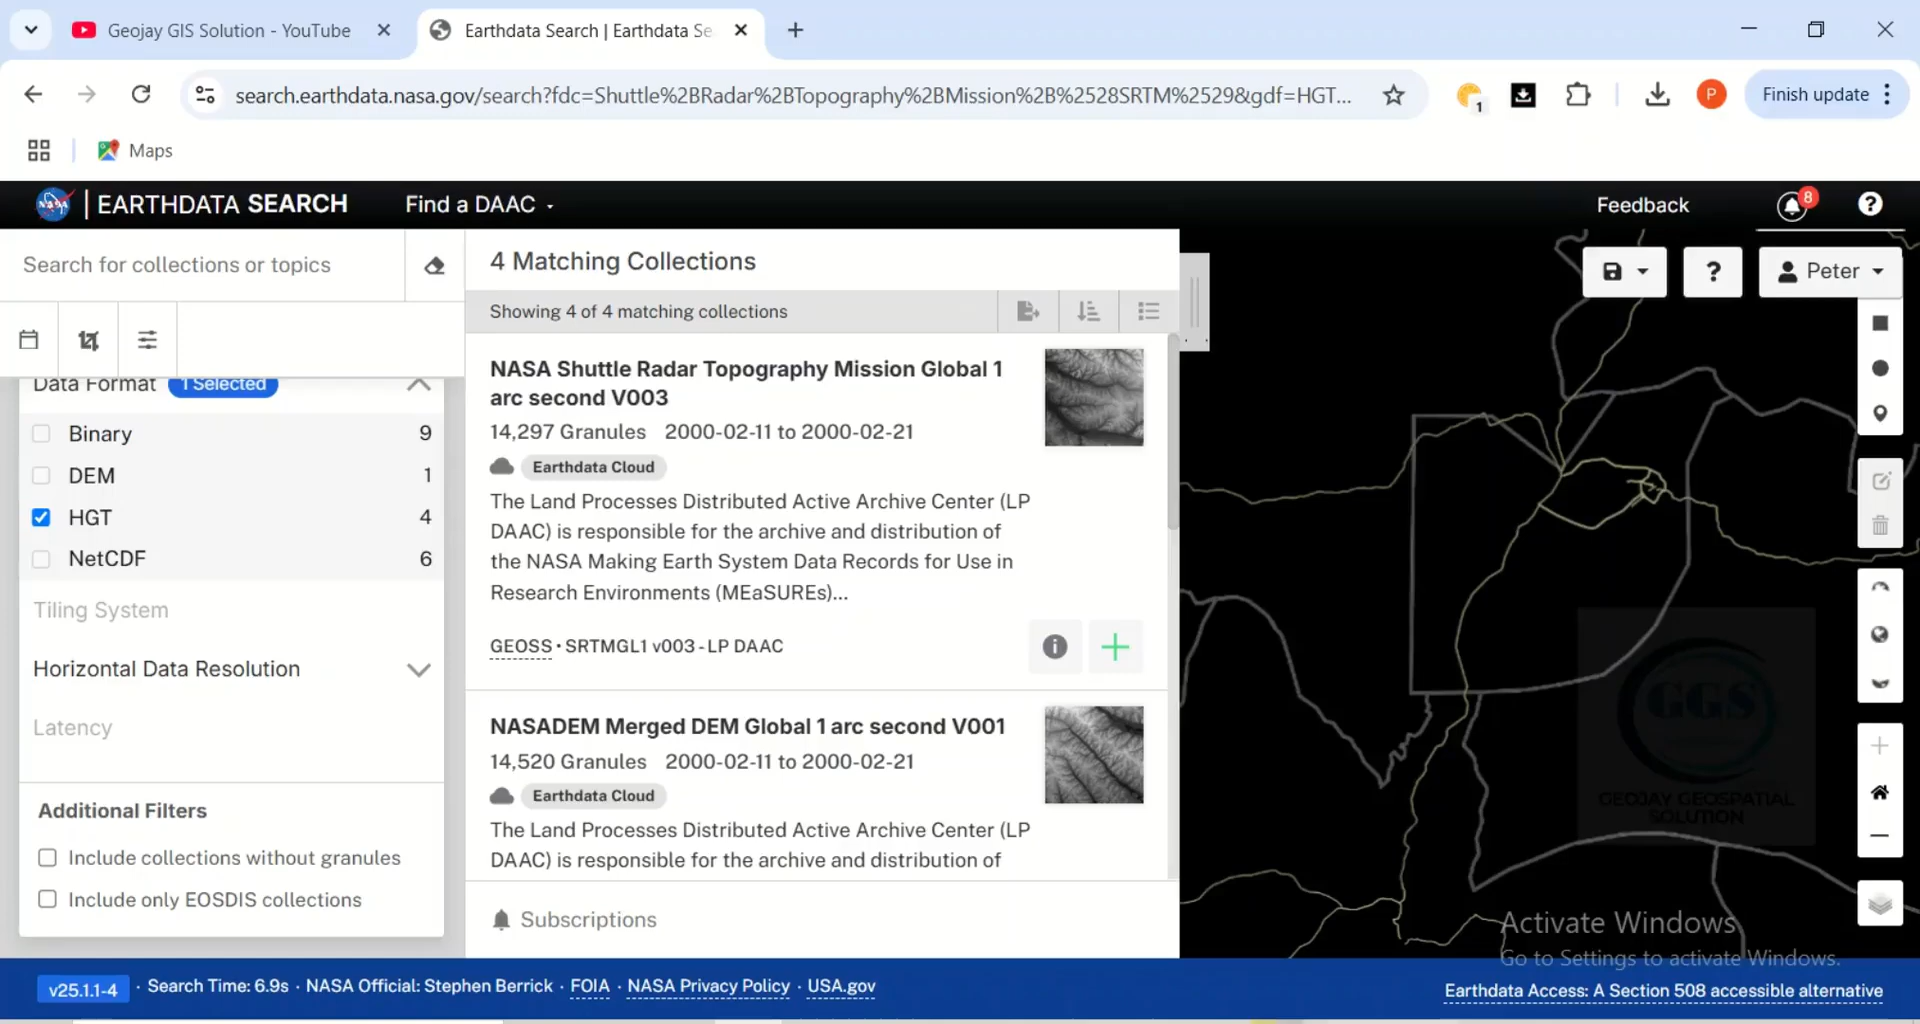 Geojay GIS Solution - YouTube
Earthdata Search | Earthdata Se
search.earthdata.nasa.gov/search?fdc=Shuttle%2BRadar%2BTopography%2BMission%2B%2528SRTM%2529&gdf=HGT...
1
P
Finish update
Maps
NASA
EARTHDATA SEARCH
Find a DAAC
Feedback
8
?
Search for collections or topics
4 Matching Collections
?
Peter
Showing 4 of 4 matching collections
Data Format 1 Selected
Binary 9
DEM 1
HGT 4
NetCDF 6
Tiling System
Horizontal Data Resolution
Latency
Additional Filters
Include collections without granules
Include only EOSDIS collections
NASA Shuttle Radar Topography Mission Global 1
arc second V003
14,297 Granules 2000-02-11 to 2000-02-21
Earthdata Cloud
The Land Processes Distributed Active Archive Center (LP
DAAC) is responsible for the archive and distribution of
the NASA Making Earth System Data Records for Use in
Research Environments (MEaSUREs)...
GEOSS • SRTMGL1 v003 - LP DAAC
NASADEM Merged DEM Global 1 arc second V001
14,520 Granules 2000-02-11 to 2000-02-21
Earthdata Cloud
The Land Processes Distributed Active Archive Center (LP
DAAC) is responsible for the archive and distribution of
Subscriptions
GGS
GEOJAY GEOSPATIAL
SOLUTION
Activate Windows
Go to Settings to activate Windows.
v25.1.1-4 · Search Time: 6.9s · NASA Official: Stephen Berrick · FOIA · NASA Privacy Policy · USA.gov
Earthdata Access: A Section 508 accessible alternative